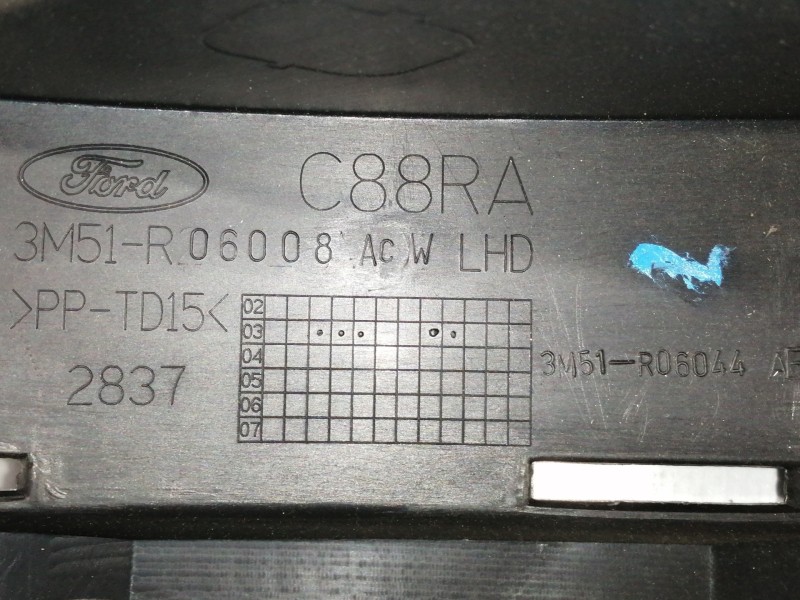 Ford
C88RA
3M51-R06008 AC W LHD
>PP-TD15<
2837
02
03
04
05
06
07
3M51-R06044 A